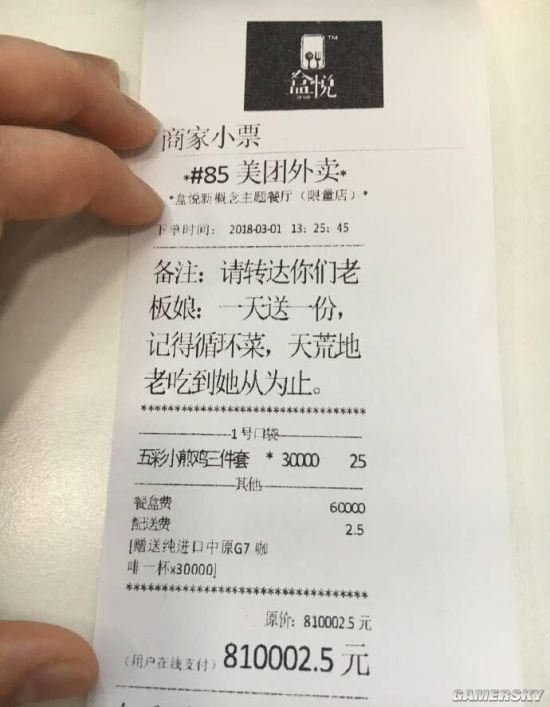 TM
盒悦
商家小票
*#85 美团外卖*
*盒悦新概念主题餐厅（限量店）*
下单时间： 2018-03-01 13：25：45
备注：请转达你们老
板娘：一天送一份，
记得循环菜，天荒地
老吃到她从为止。
********************************
1号口袋
五彩小煎鸡三件套 * 30000 25
其他
餐盒费 60000
配送费 2.5
[赠送纯进口中原G7 咖
啡一杯x30000]
********************************
原价：810002.5 元
（用户在线支付）810002.5 元
********************************
GAMERSKY